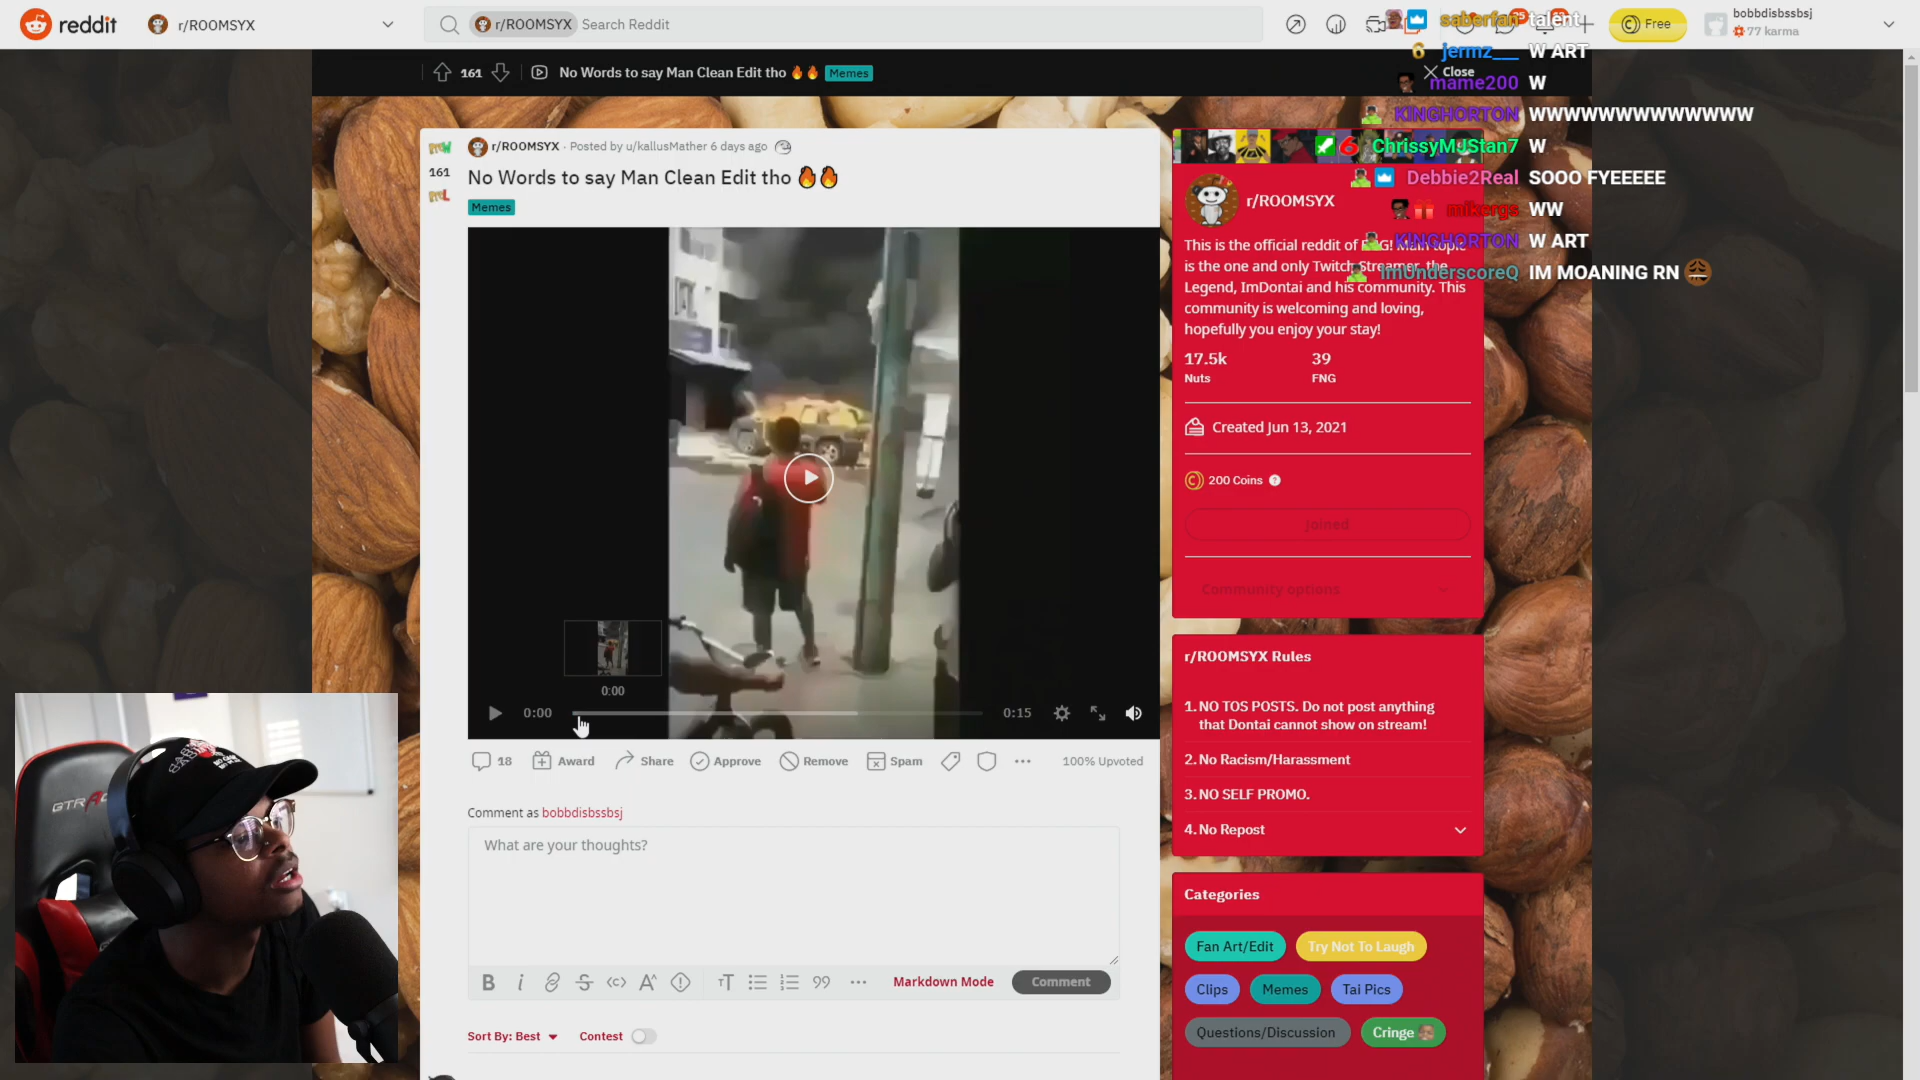 reddit
r/ROOMSYX
r/ROOMSYX Search Reddit
Free
bobbdisbssbsj
77 karma
saberfan talent
jermz___ W ART
mame200 W
KINGHORTON WWWWWWWWWWWWWW
ChrissyMJStan7 W
Debbie2Real SOOO FYEEEEE
mikergs WW
KINGHORTON W ART
ImUnderscoreQ IM MOANING RN
161
No Words to say Man Clean Edit tho 🔥🔥 Memes
Close
r/ROOMSYX · Posted by u/kallusMather 6 days ago
161
No Words to say Man Clean Edit tho 🔥🔥
Memes
0:00
0:00
0:15
18
Award
Share
Approve
Remove
Spam
100% Upvoted
Comment as bobbdisbssbsj
What are your thoughts?
Markdown Mode
Comment
Sort By: Best
Contest
r/ROOMSYX
This is the official reddit of
is the one and only Twitch Streamer, the
Legend, ImDontai and his community. This
community is welcoming and loving,
hopefully you enjoy your stay!
17.5k
39
Nuts
FNG
Created Jun 13, 2021
200 Coins
Joined
Community options
r/ROOMSYX Rules
1. NO TOS POSTS. Do not post anything
that Dontai cannot show on stream!
2. No Racism/Harassment
3. NO SELF PROMO.
4. No Repost
Categories
Fan Art/Edit
Try Not To Laugh
Clips
Memes
Tai Pics
Questions/Discussion
Cringe
GTRACING